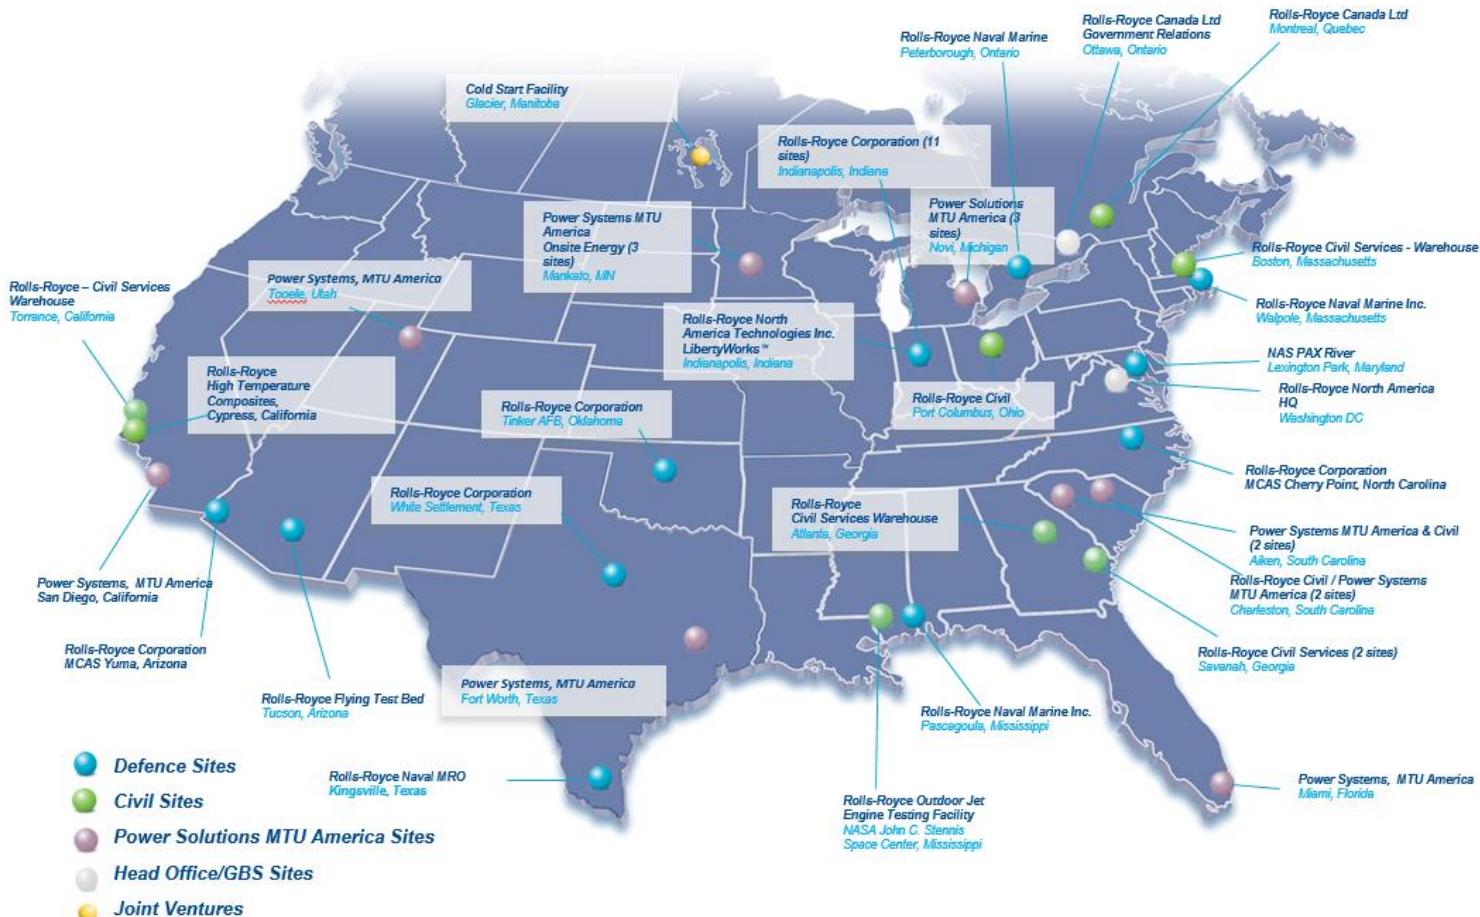 Rolls-Royce Canada Ltd
Montreal, Quebec
Rolls-Royce Canada Ltd
Government Relations
Ottawa, Ontario
Rolls-Royce Naval Marine
Peterborough, Ontario
Cold Start Facility
Glacier, Manitoba
Rolls-Royce Corporation (11
sites)
Indianapolis, Indiana
Power Solutions
MTU America (3
sites)
Novi, Michigan
Power Systems MTU
America
Onsite Energy (3
sites)
Mankato, MN
Rolls-Royce Civil Services - Warehouse
Boston, Massachusetts
Power Systems, MTU America
Tooele, Utah
Rolls-Royce – Civil Services
Warehouse
Torrance, California
Rolls-Royce Naval Marine Inc.
Walpole, Massachusetts
Rolls-Royce North
America Technologies Inc.
LibertyWorks™
Indianapolis, Indiana
NAS PAX River
Lexington Park, Maryland
Rolls-Royce
High Temperature
Composites,
Cypress, California
Rolls-Royce North America
HQ
Washington DC
Rolls-Royce Civil
Port Columbus, Ohio
Rolls-Royce Corporation
Tinker AFB, Oklahoma
Rolls-Royce Corporation
MCAS Cherry Point, North Carolina
Rolls-Royce Corporation
White Settlement, Texas
Rolls-Royce
Civil Services Warehouse
Atlanta, Georgia
Power Systems MTU America & Civil
(2 sites)
Aiken, South Carolina
Rolls-Royce Civil / Power Systems
MTU America (2 sites)
Charleston, South Carolina
Power Systems, MTU America
San Diego, California
Rolls-Royce Corporation
MCAS Yuma, Arizona
Rolls-Royce Civil Services (2 sites)
Savanah, Georgia
Rolls-Royce Flying Test Bed
Tucson, Arizona
Power Systems, MTU America
Fort Worth, Texas
Rolls-Royce Naval Marine Inc.
Pascagoula, Mississippi
Rolls-Royce Naval MRO
Kingsville, Texas
Rolls-Royce Outdoor Jet
Engine Testing Facility
NASA John C. Stennis
Space Center, Mississippi
Power Systems, MTU America
Miami, Florida
Defence Sites
Civil Sites
Power Solutions MTU America Sites
Head Office/GBS Sites
Joint Ventures